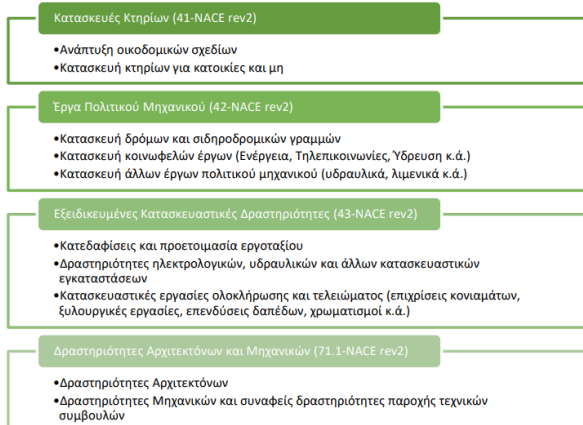 Κατασκευές Κτηρίων (41-NACE rev2)
•Ανάπτυξη οικοδομικών σχεδίων
•Κατασκευή κτηρίων για κατοικίες και μη
Έργα Πολιτικού Μηχανικού (42-NACE rev2)
•Κατασκευή δρόμων και σιδηροδρομικών γραμμών
•Κατασκευή κοινωφελών έργων (Ενέργεια, Τηλεπικοινωνίες, Ύδρευση κ.ά.)
•Κατασκευή άλλων έργων πολιτικού μηχανικού (υδραυλικά, λιμενικά κ.ά.)
Εξειδικευμένες Κατασκευαστικές Δραστηριότητες (43-NACE rev2)
•Κατεδαφίσεις και προετοιμασία εργοταξίου
•Δραστηριότητες ηλεκτρολογικών, υδραυλικών και άλλων κατασκευαστικών
εγκαταστάσεων
•Κατασκευαστικές εργασίες ολοκλήρωσης και τελειώματος (επιχρίσεις κονιαμάτων,
ξυλουργικές εργασίες, επενδύσεις δαπέδων, χρωματισμοί κ.ά.)
Δραστηριότητες Αρχιτεκτόνων και Μηχανικών (71.1-NACE rev2)
•Δραστηριότητες Αρχιτεκτόνων
•Δραστηριότητες Μηχανικών και συναφείς δραστηριότητες παροχής τεχνικών
συμβουλών